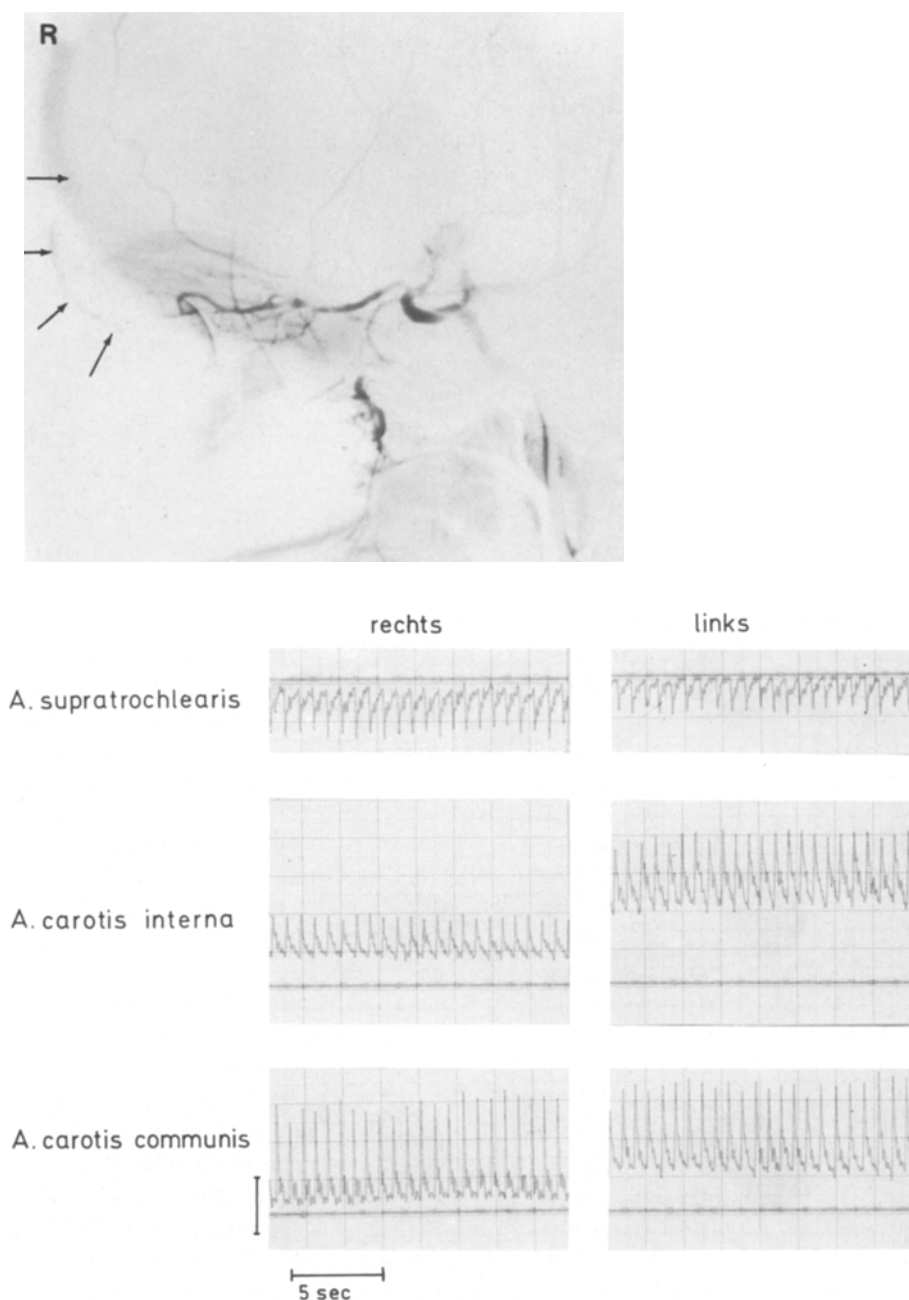 R
rechts links
A. supratrochlearis
A. carotis interna
A. carotis communis
5 sec